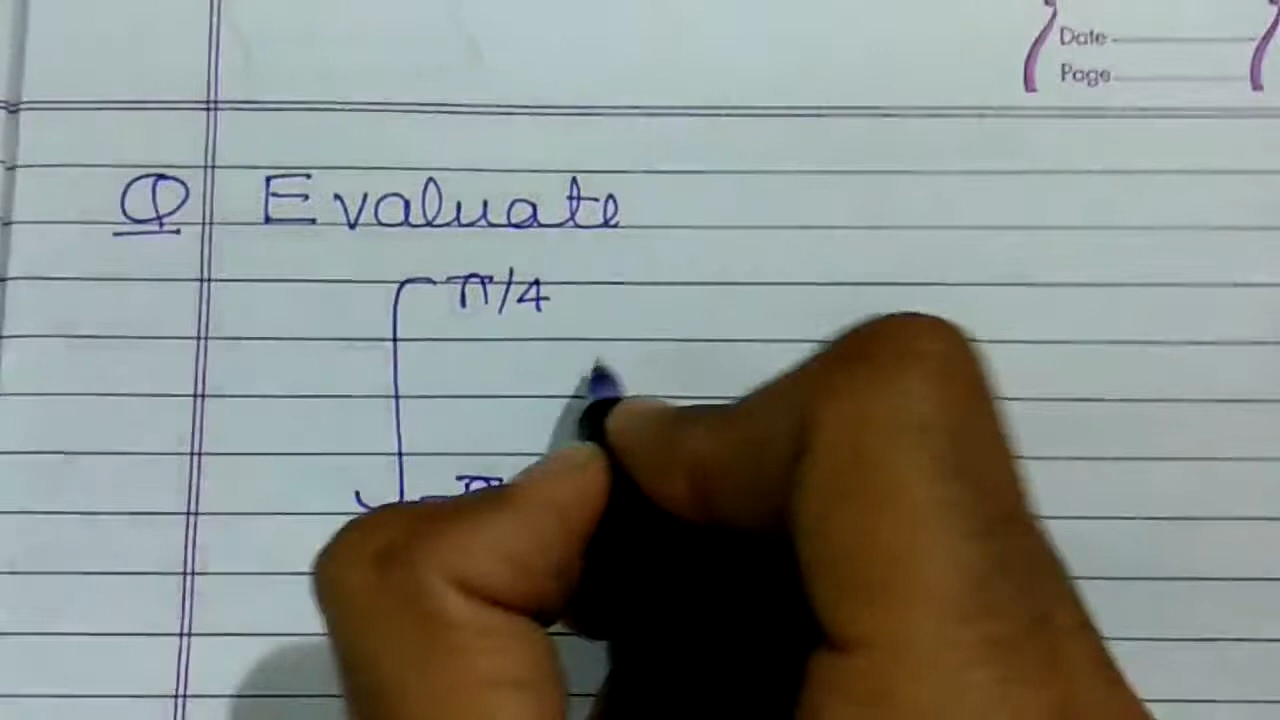 Date
Page
Q Evaluate
∫ π/4
-π